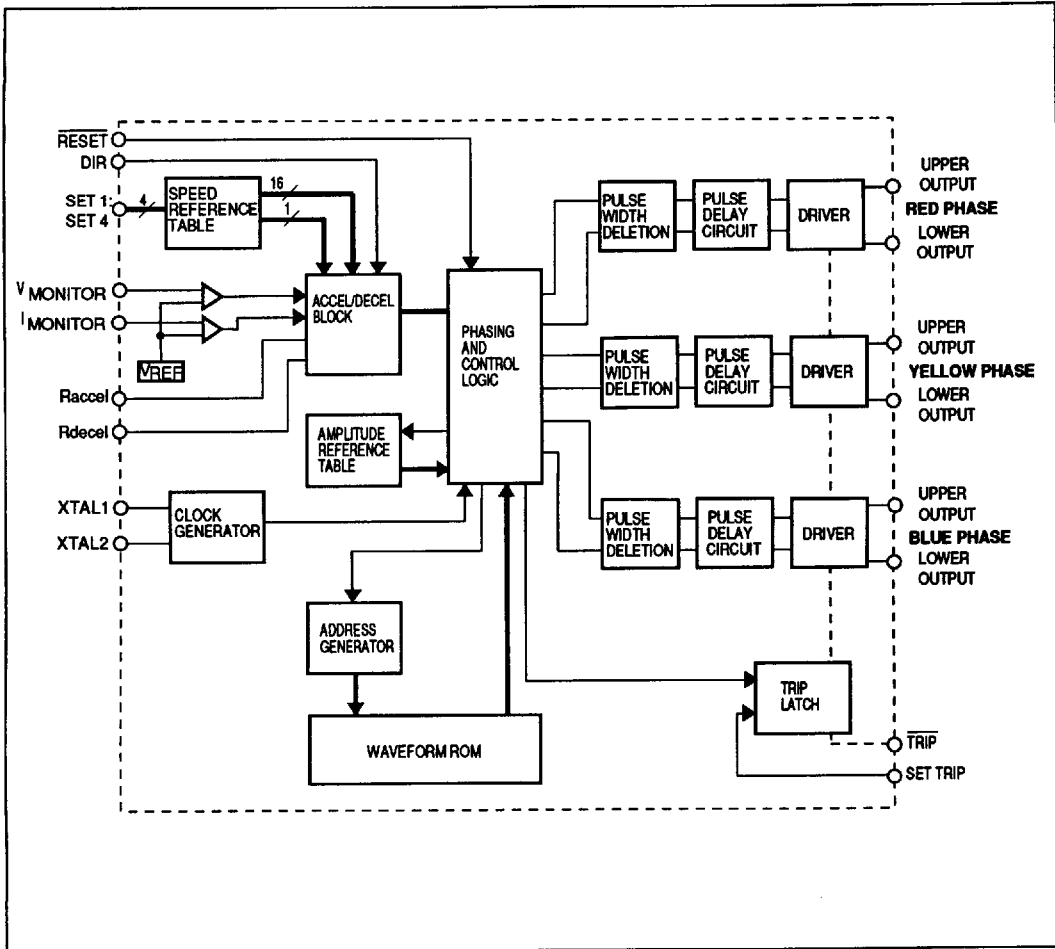 RESET
DIR
SET 1:
SET 4
4
SPEED
REFERENCE
TABLE
16
1
V MONITOR
I MONITOR
VREF
Raccel
Rdecel
ACCEL/DECEL
BLOCK
AMPLITUDE
REFERENCE
TABLE
XTAL1
XTAL2
CLOCK
GENERATOR
PHASING
AND
CONTROL
LOGIC
ADDRESS
GENERATOR
WAVEFORM ROM
PULSE
WIDTH
DELETION
PULSE
DELAY
CIRCUIT
DRIVER
UPPER
OUTPUT
RED PHASE
LOWER
OUTPUT
PULSE
WIDTH
DELETION
PULSE
DELAY
CIRCUIT
DRIVER
UPPER
OUTPUT
YELLOW PHASE
LOWER
OUTPUT
PULSE
WIDTH
DELETION
PULSE
DELAY
CIRCUIT
DRIVER
UPPER
OUTPUT
BLUE PHASE
LOWER
OUTPUT
TRIP
LATCH
TRIP
SET TRIP